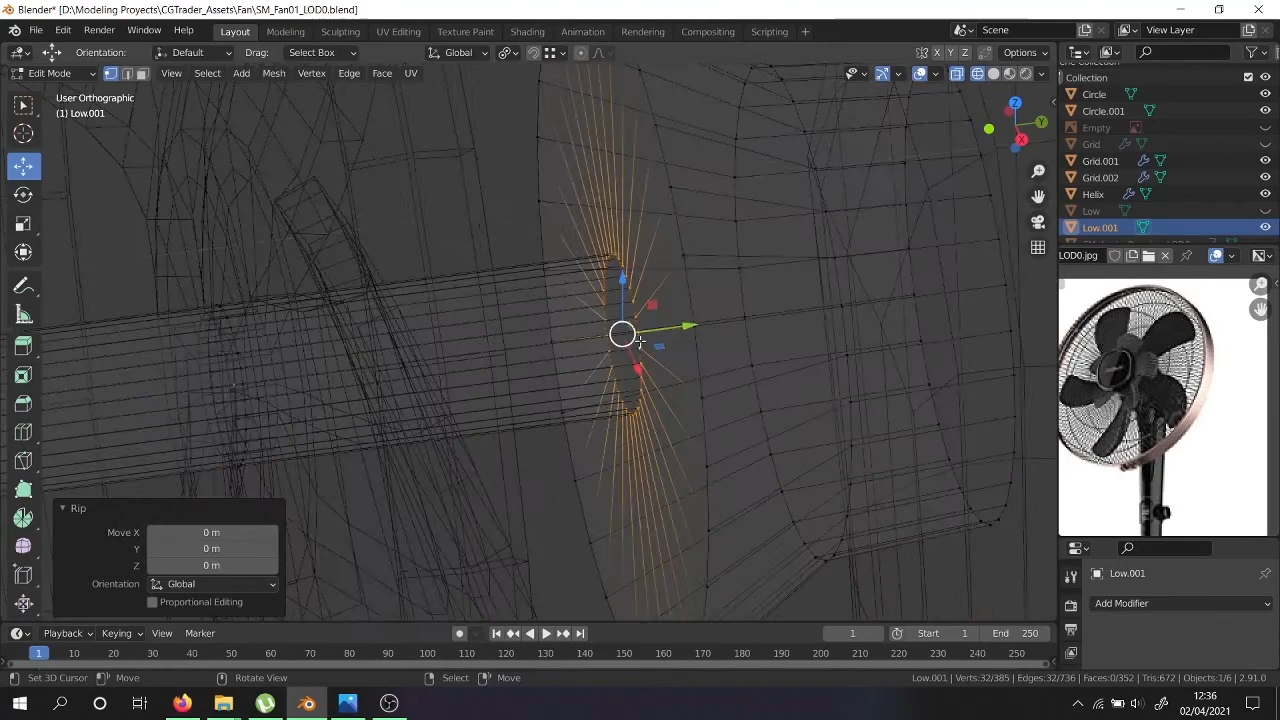 Blender* [D:\Modeling Projects\CGTrader_Assets\Fan\SM_Fan01_LOD0.blend]
File Edit Render Window Help Layout Modeling Sculpting UV Editing Texture Paint Shading Animation Rendering Compositing Scripting Scene View Layer
Orientation: Default Drag: Select Box Global X Y Z Options
Edit Mode View Select Add Mesh Vertex Edge Face UV
User Orthographic
(1) Low.001
Z
Y
X
Collection
Circle
Circle.001
Empty
Grid
Grid.001
Grid.002
Helix
Low
Low.001
LOD0.jpg
Rip
Move X 0 m
Y 0 m
Z 0 m
Orientation Global
Proportional Editing
Low.001
Add Modifier
Playback Keying View Marker 1 Start 1 End 250
1 10 20 30 40 50 60 70 80 90 100 110 120 130 140 150 160 170 180 190 200 210 220 230 240 250
Set 3D Cursor Move Rotate View Select Move Low.001 | Verts:32/385 | Edges:32/736 | Faces:0/352 | Tris:672 | Objects:1/6 | 2.91.0
12:36
02/04/2021